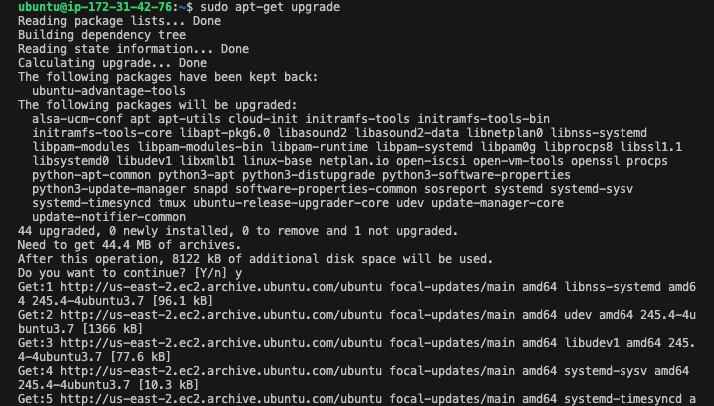 ubuntu@ip-172-31-42-76:~$ sudo apt-get upgrade
Reading package lists... Done
Building dependency tree
Reading state information... Done
Calculating upgrade... Done
The following packages have been kept back:
  ubuntu-advantage-tools
The following packages will be upgraded:
  alsa-ucm-conf apt apt-utils cloud-init initramfs-tools initramfs-tools-bin
  initramfs-tools-core libapt-pkg6.0 libasound2 libasound2-data libnetplan0 libnss-systemd
  libpam-modules libpam-modules-bin libpam-runtime libpam-systemd libpam0g libprocps8 libssl1.1
  libsystemd0 libudev1 libxmlb1 linux-base netplan.io open-iscsi open-vm-tools openssl procps
  python-apt-common python3-apt python3-distupgrade python3-software-properties
  python3-update-manager snapd software-properties-common sosreport systemd systemd-sysv
  systemd-timesyncd tmux ubuntu-release-upgrader-core udev update-manager-core
  update-notifier-common
44 upgraded, 0 newly installed, 0 to remove and 1 not upgraded.
Need to get 44.4 MB of archives.
After this operation, 8122 kB of additional disk space will be used.
Do you want to continue? [Y/n] y
Get:1 http://us-east-2.ec2.archive.ubuntu.com/ubuntu focal-updates/main amd64 libnss-systemd amd6
4 245.4-4ubuntu3.7 [96.1 kB]
Get:2 http://us-east-2.ec2.archive.ubuntu.com/ubuntu focal-updates/main amd64 udev amd64 245.4-4u
buntu3.7 [1366 kB]
Get:3 http://us-east-2.ec2.archive.ubuntu.com/ubuntu focal-updates/main amd64 libudev1 amd64 245.
4-4ubuntu3.7 [77.6 kB]
Get:4 http://us-east-2.ec2.archive.ubuntu.com/ubuntu focal-updates/main amd64 systemd-sysv amd64
245.4-4ubuntu3.7 [10.3 kB]
Get:5 http://us-east-2.ec2.archive.ubuntu.com/ubuntu focal-updates/main amd64 systemd-timesyncd a